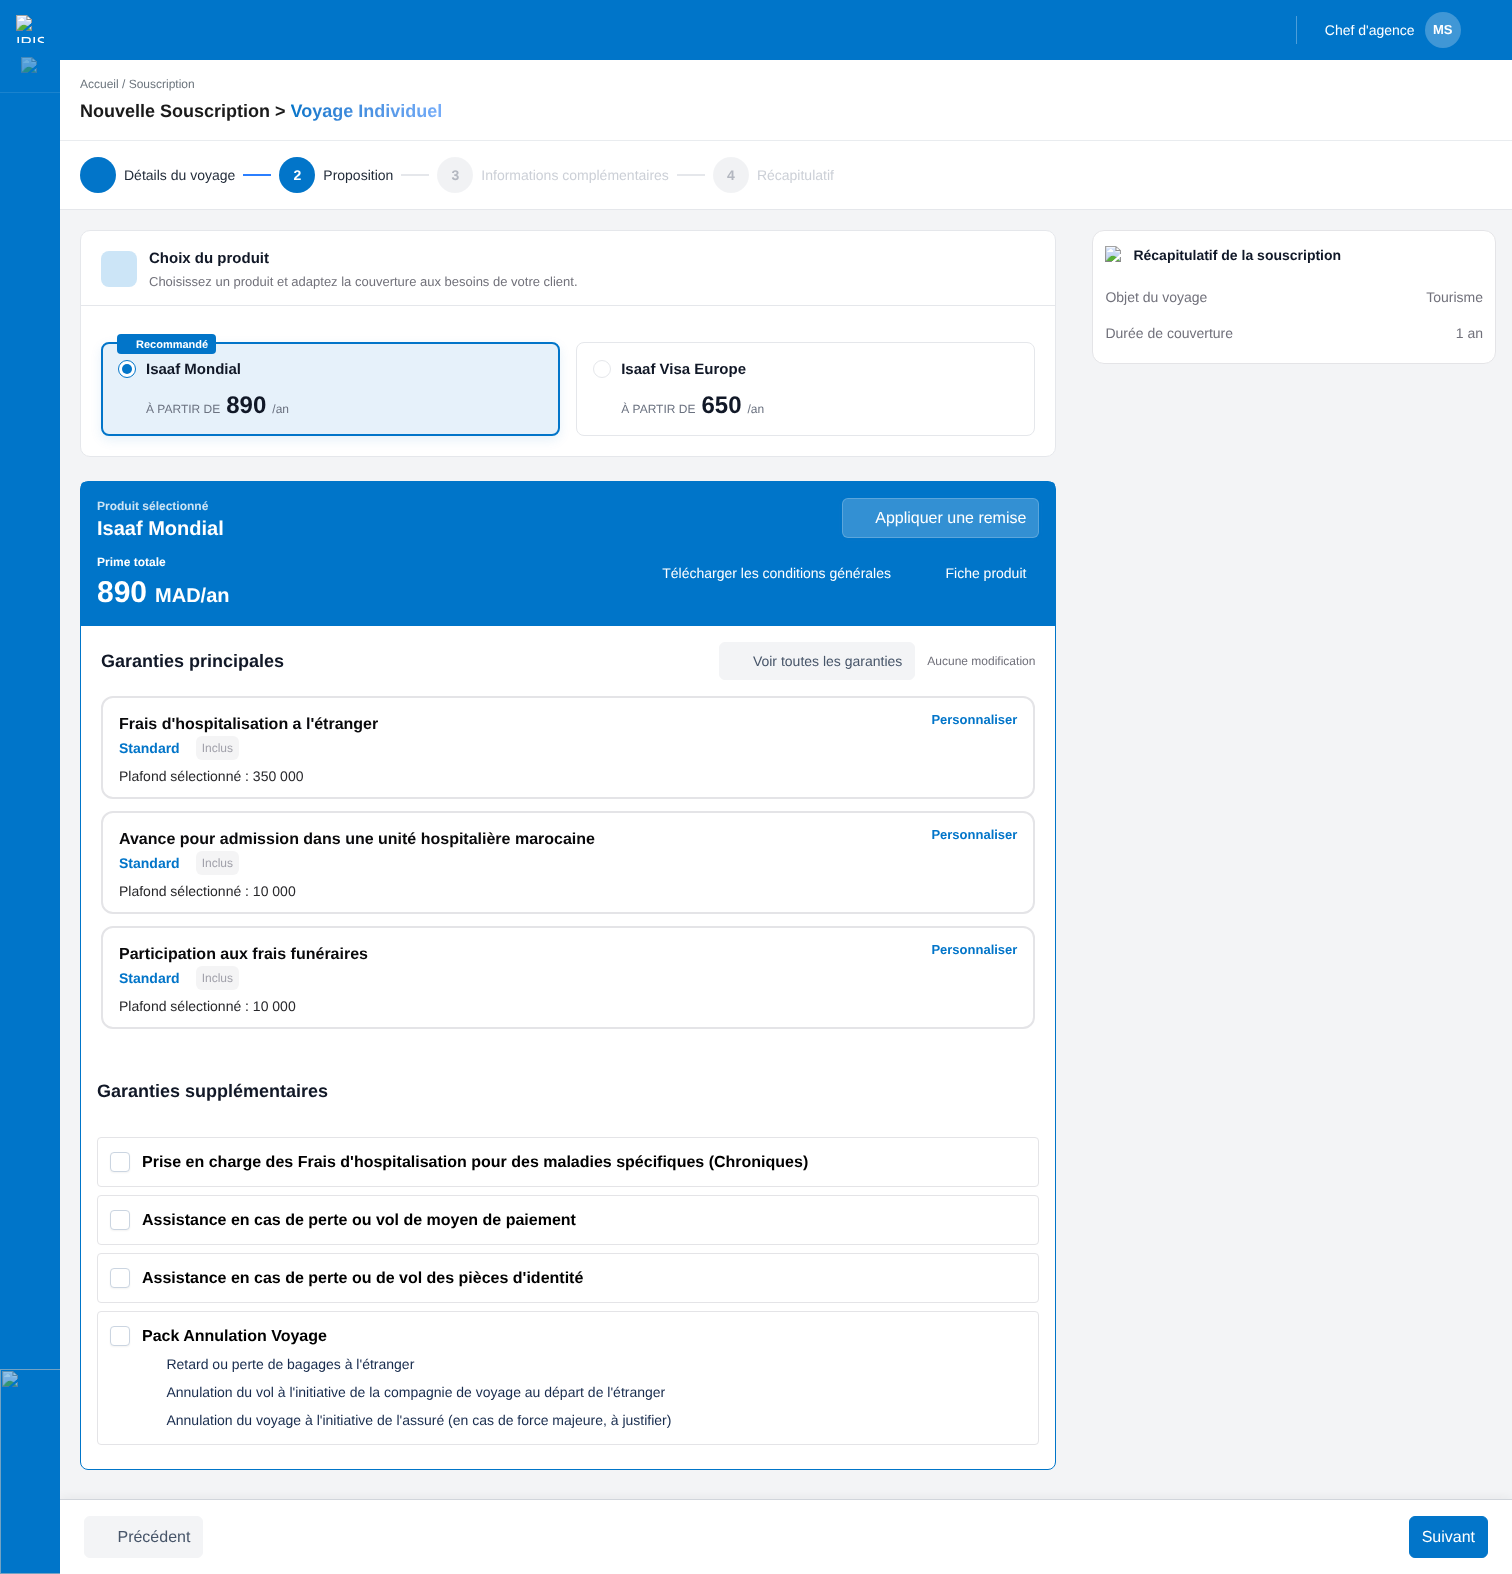 Chef d'agence
MS
Accueil / Souscription
Nouvelle Souscription > Voyage Individuel
Détails du voyage
2
Proposition
3
Informations complémentaires
4
Récapitulatif
Choix du produit
Choisissez un produit et adaptez la couverture aux besoins de votre client.
Recommandé
Isaaf Mondial
À PARTIR DE 890 /an
Isaaf Visa Europe
À PARTIR DE 650 /an
Récapitulatif de la souscription
Objet du voyage
Tourisme
Durée de couverture
1 an
Produit sélectionné
Isaaf Mondial
Appliquer une remise
Prime totale
890 MAD/an
Télécharger les conditions générales
Fiche produit
Garanties principales
Voir toutes les garanties
Aucune modification
Frais d'hospitalisation a l'étranger
Personnaliser
Standard
Inclus
Plafond sélectionné : 350 000
Avance pour admission dans une unité hospitalière marocaine
Personnaliser
Standard
Inclus
Plafond sélectionné : 10 000
Participation aux frais funéraires
Personnaliser
Standard
Inclus
Plafond sélectionné : 10 000
Garanties supplémentaires
Prise en charge des Frais d'hospitalisation pour des maladies spécifiques (Chroniques)
Assistance en cas de perte ou vol de moyen de paiement
Assistance en cas de perte ou de vol des pièces d'identité
Pack Annulation Voyage
Retard ou perte de bagages à l'étranger
Annulation du vol à l'initiative de la compagnie de voyage au départ de l'étranger
Annulation du voyage à l'initiative de l'assuré (en cas de force majeure, à justifier)
Précédent
Suivant